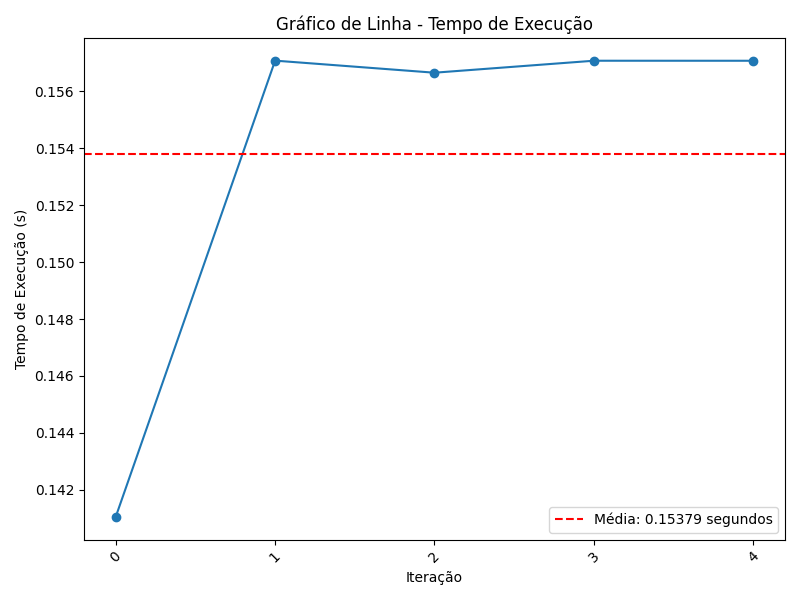 Gráfico de Linha - Tempo de Execução
Tempo de Execução (s)
0.156
0.154
0.152
0.150
0.148
0.146
0.144
0.142
Média: 0.15379 segundos
0 1 2 3 4
Iteração